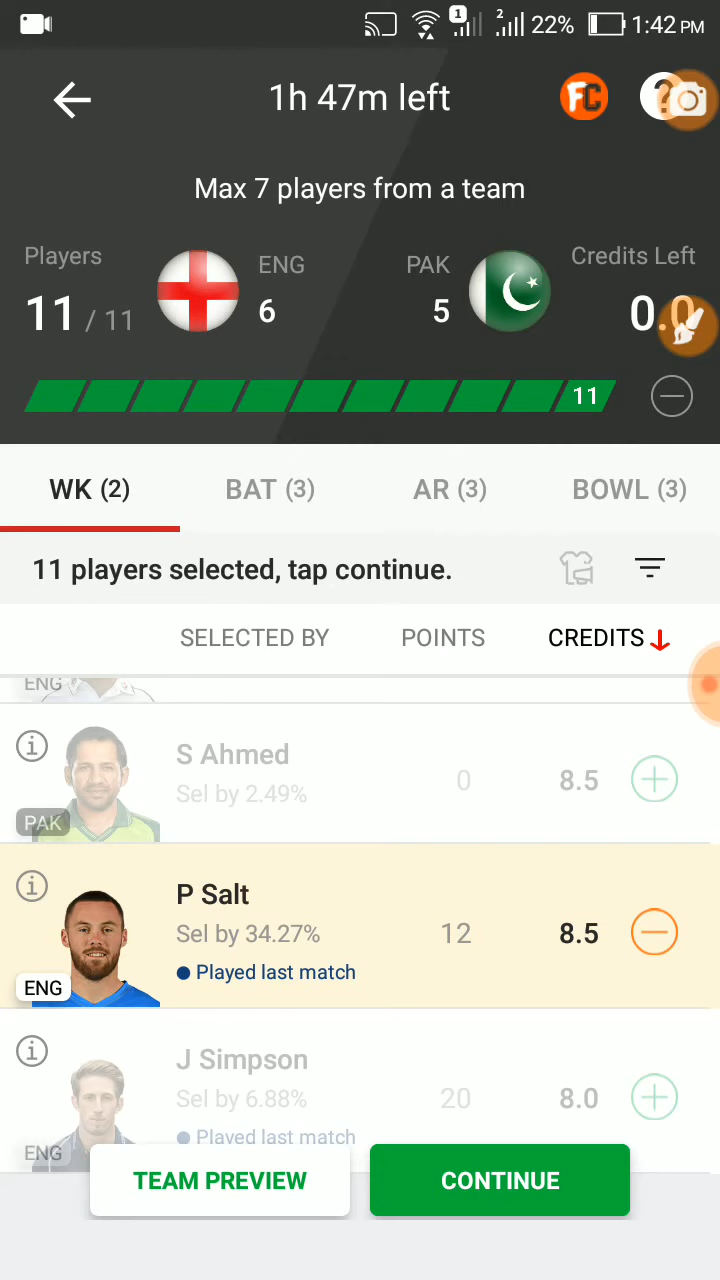 1 2 22% 1:42 PM
1h 47m left FC ?
Max 7 players from a team
Players ENG PAK Credits Left
11 / 11 6 5 0.0
11
WK (2) BAT (3) AR (3) BOWL (3)
11 players selected, tap continue.
SELECTED BY POINTS CREDITS
ENG
S Ahmed
Sel by 2.49% 0 8.5
PAK
P Salt
Sel by 34.27% 12 8.5
Played last match
ENG
J Simpson
Sel by 6.88% 20 8.0
Played last match
ENG
TEAM PREVIEW CONTINUE